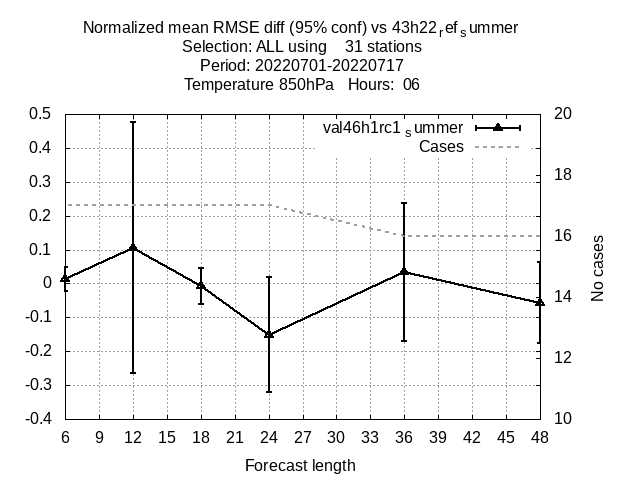 Normalized mean RMSE diff (95% conf) vs 43h22ref summer
Selection: ALL using 31 stations
Period: 20220701-20220717
Temperature 850hPa Hours: 06
val46h1rc1summer
Cases
0.5
0.4
0.3
0.2
0.1
0
-0.1
-0.2
-0.3
-0.4
20
18
16
14
12
10
No cases
6 9 12 15 18 21 24 27 30 33 36 39 42 45 48
Forecast length